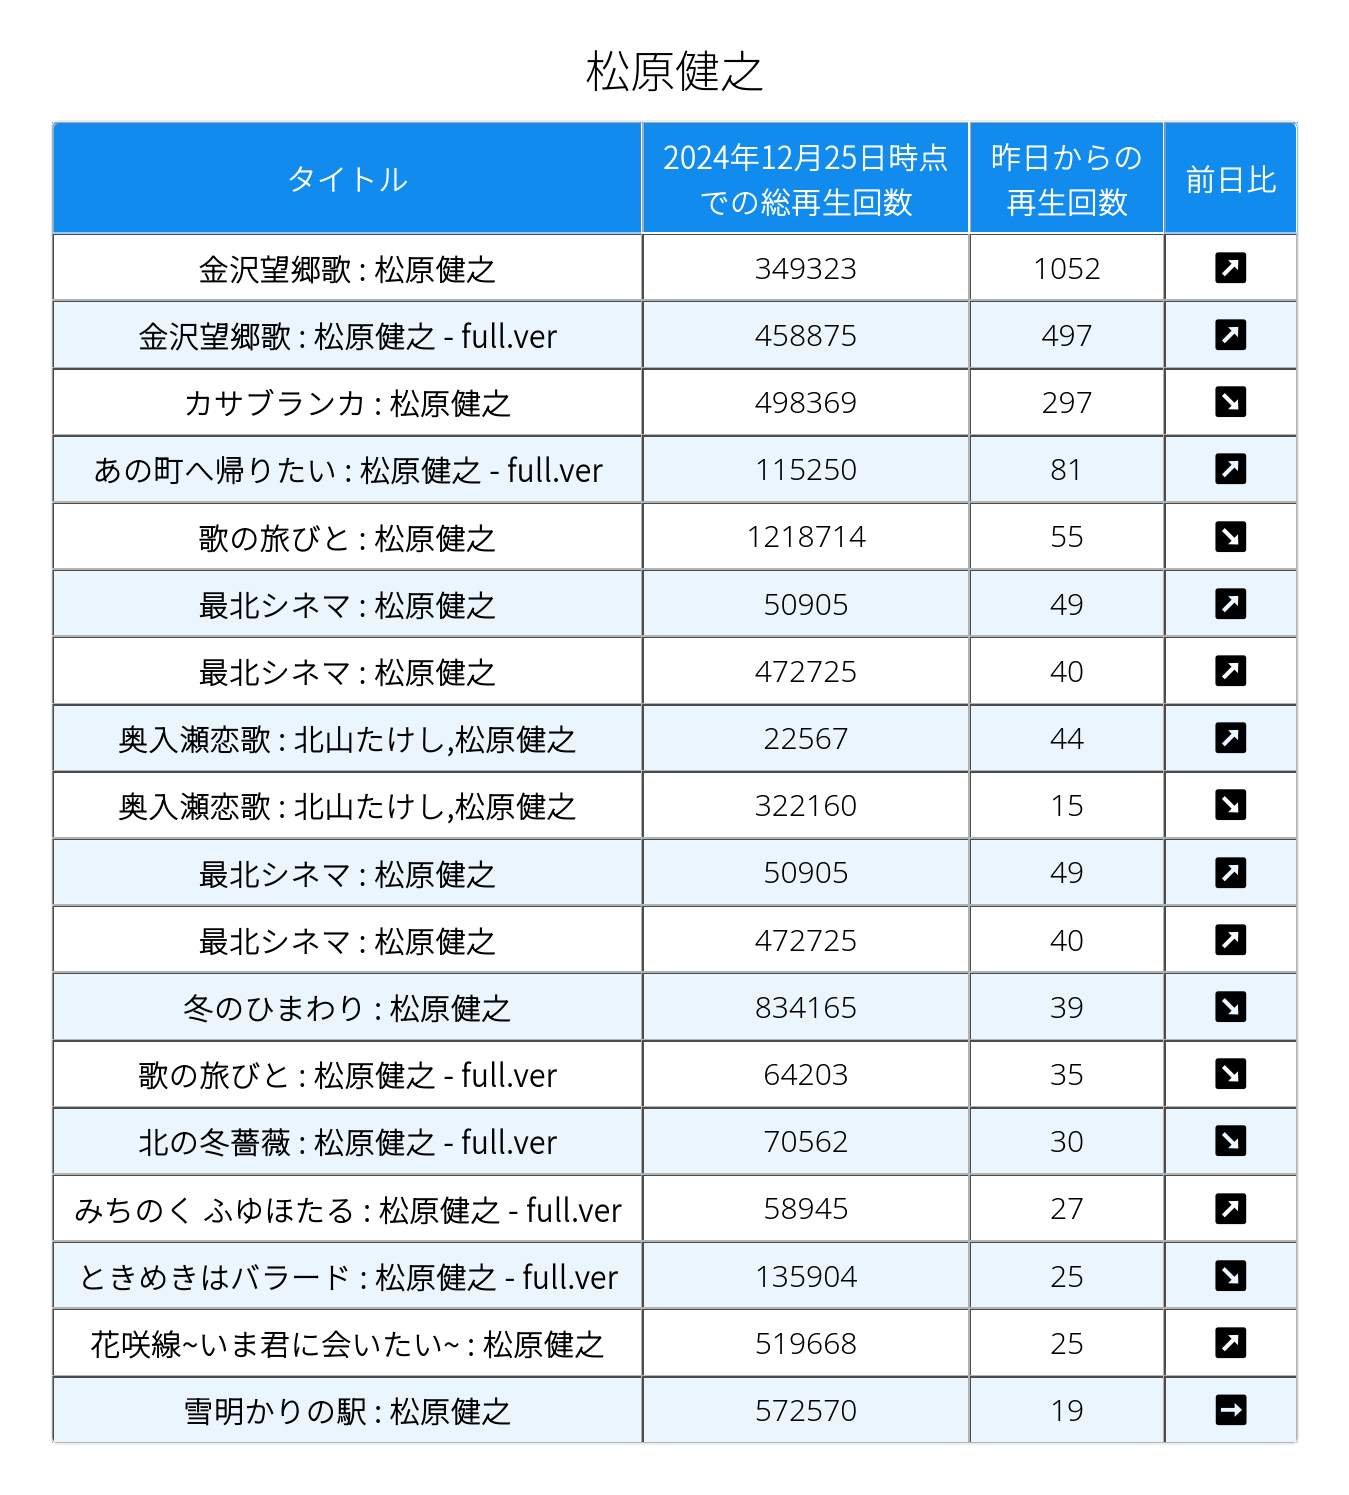 松原健之
タイトル 2024年12月25日時点での総再生回数 昨日からの再生回数 前日比
金沢望郷歌 : 松原健之 349323 1052 ↗
金沢望郷歌 : 松原健之 - full.ver 458875 497 ↗
カサブランカ : 松原健之 498369 297 ↘
あの町へ帰りたい : 松原健之 - full.ver 115250 81 ↗
歌の旅びと : 松原健之 1218714 55 ↘
最北シネマ : 松原健之 50905 49 ↗
最北シネマ : 松原健之 472725 40 ↗
奥入瀬恋歌 : 北山たけし,松原健之 22567 44 ↗
奥入瀬恋歌 : 北山たけし,松原健之 322160 15 ↘
最北シネマ : 松原健之 50905 49 ↗
最北シネマ : 松原健之 472725 40 ↗
冬のひまわり : 松原健之 834165 39 ↘
歌の旅びと : 松原健之 - full.ver 64203 35 ↘
北の冬薔薇 : 松原健之 - full.ver 70562 30 ↘
みちのく ふゆほたる : 松原健之 - full.ver 58945 27 ↗
ときめきはバラード : 松原健之 - full.ver 135904 25 ↘
花咲線~いま君に会いたい~ : 松原健之 519668 25 ↗
雪明かりの駅 : 松原健之 572570 19 →